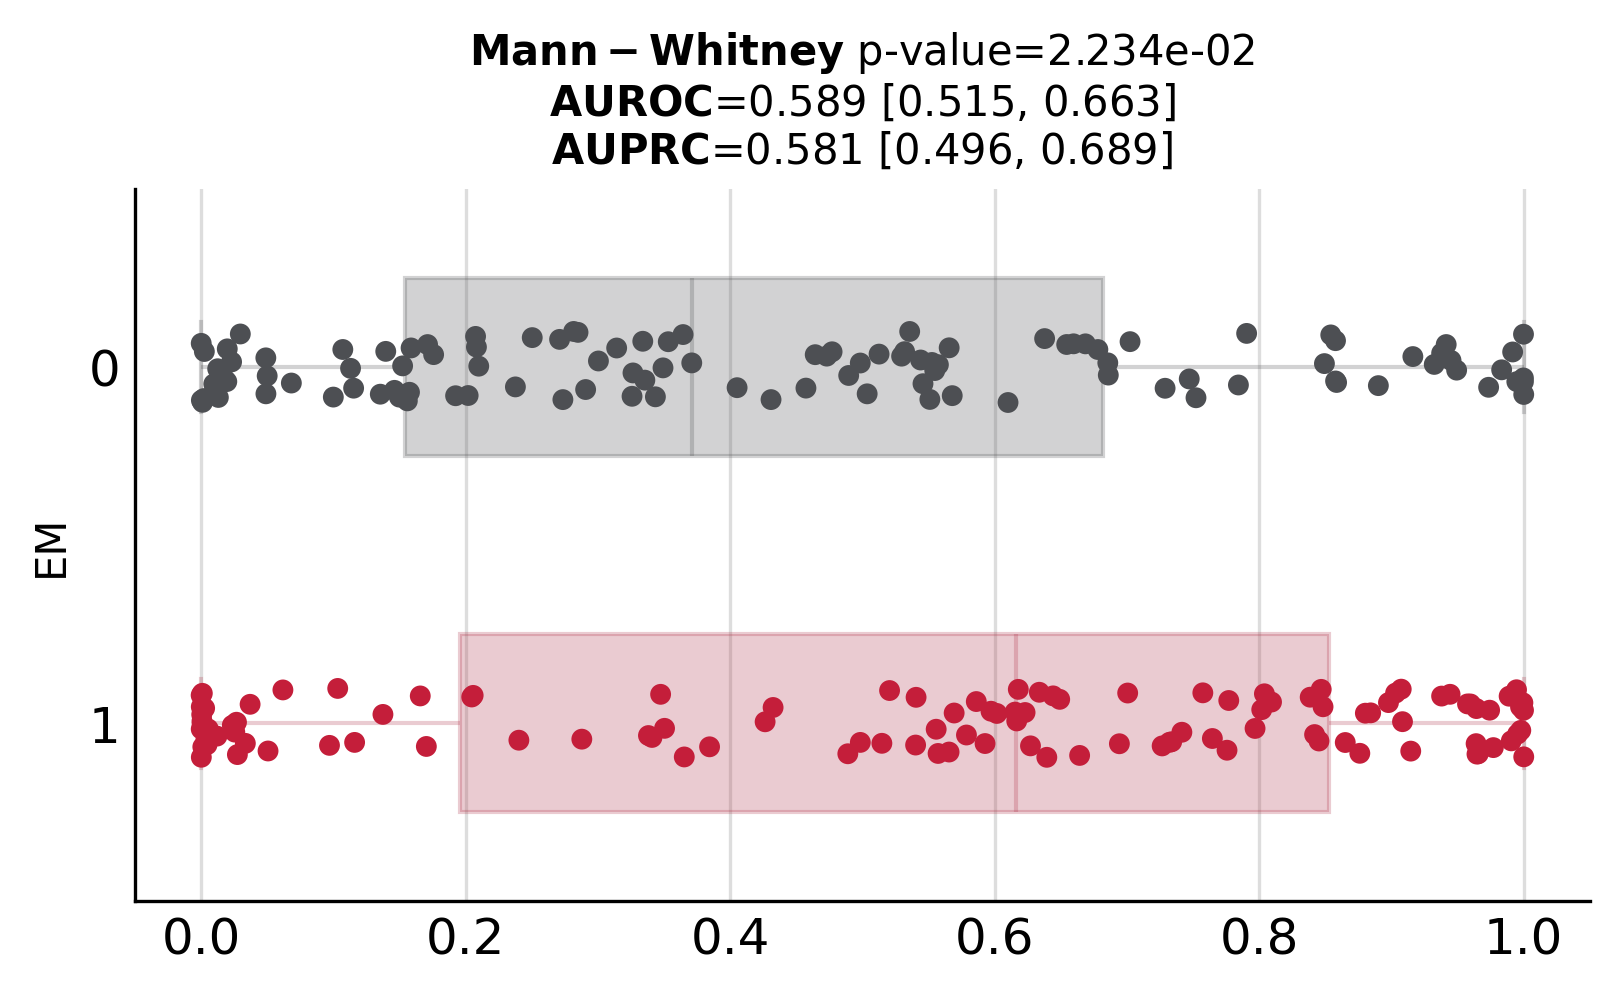 Mann−Whitney p-value=2.234e-02
AUROC=0.589 [0.515, 0.663]
AUPRC=0.581 [0.496, 0.689]
0
EM
1
0.0 0.2 0.4 0.6 0.8 1.0